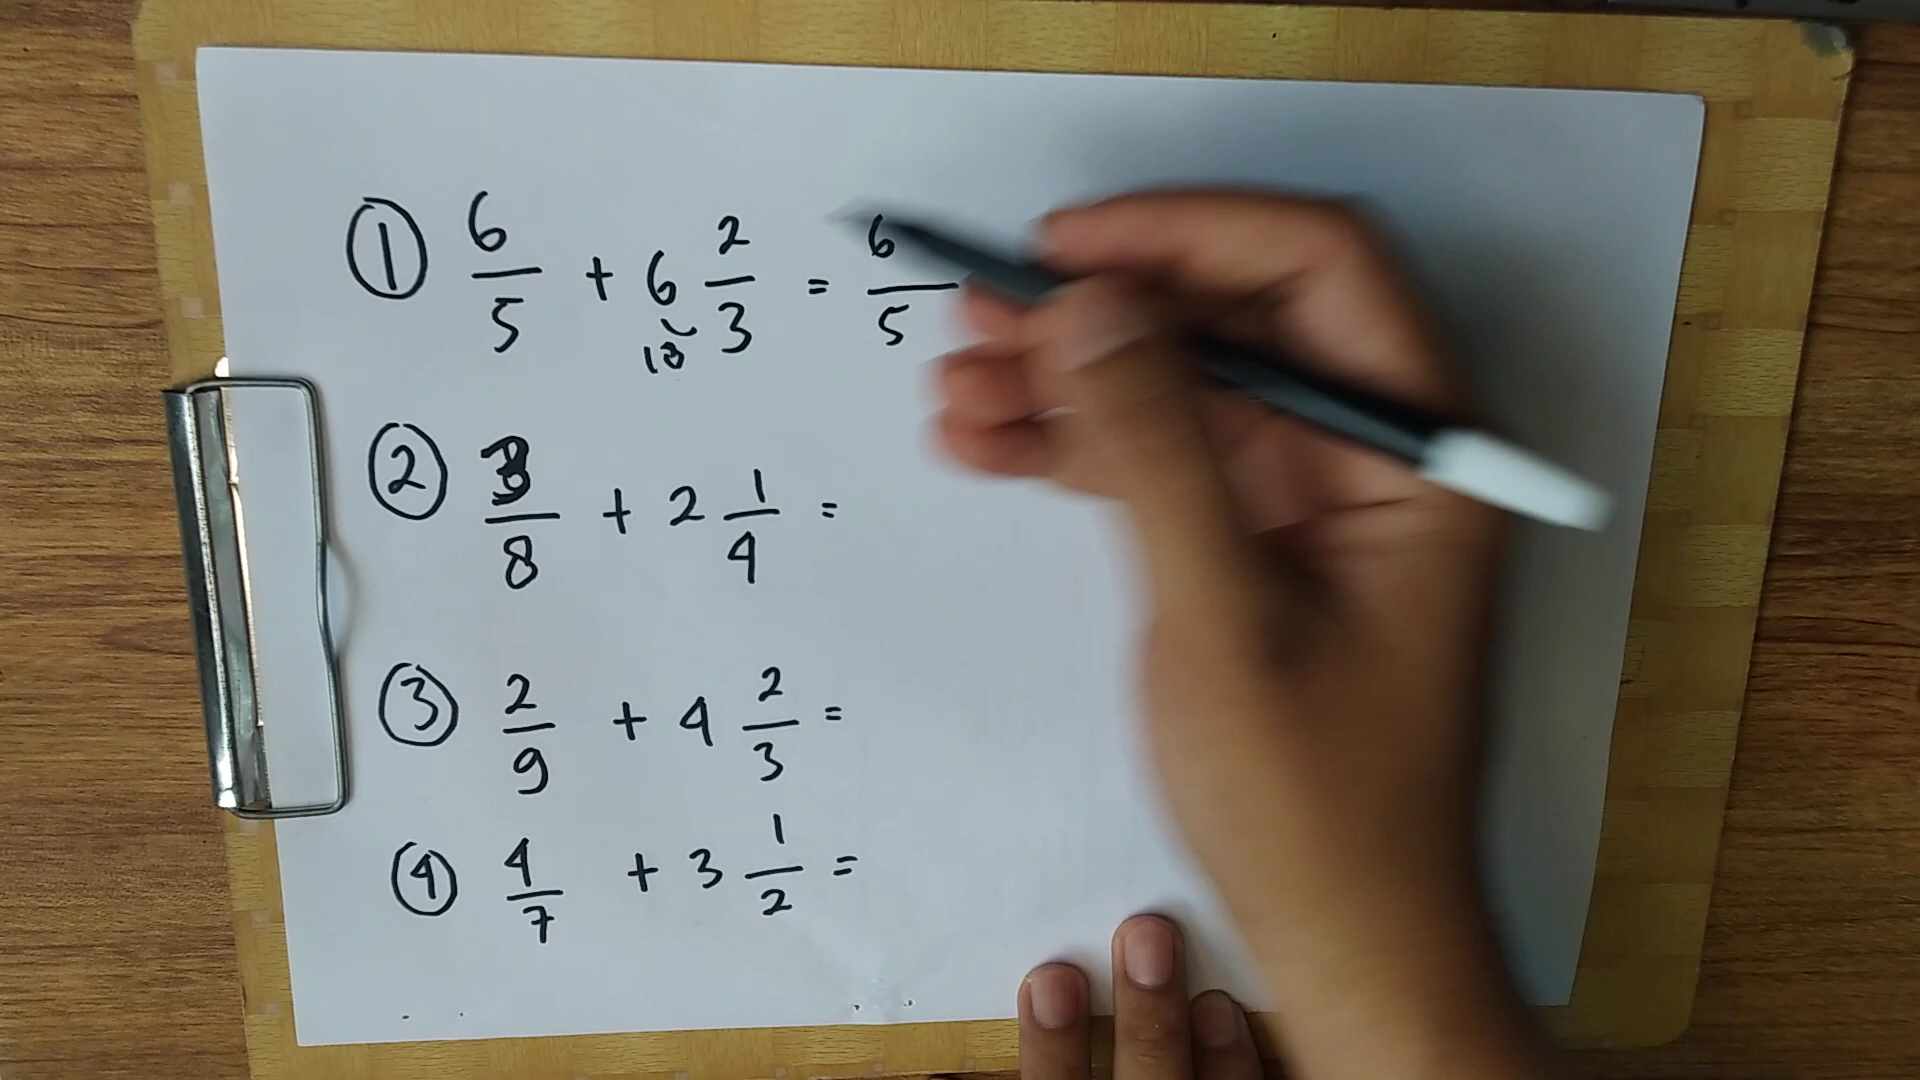 ① 6/5 + 6 2/3 = 6/5
18
② 3/8 + 2 1/4 =
③ 2/9 + 4 2/3 =
④ 4/7 + 3 1/2 =